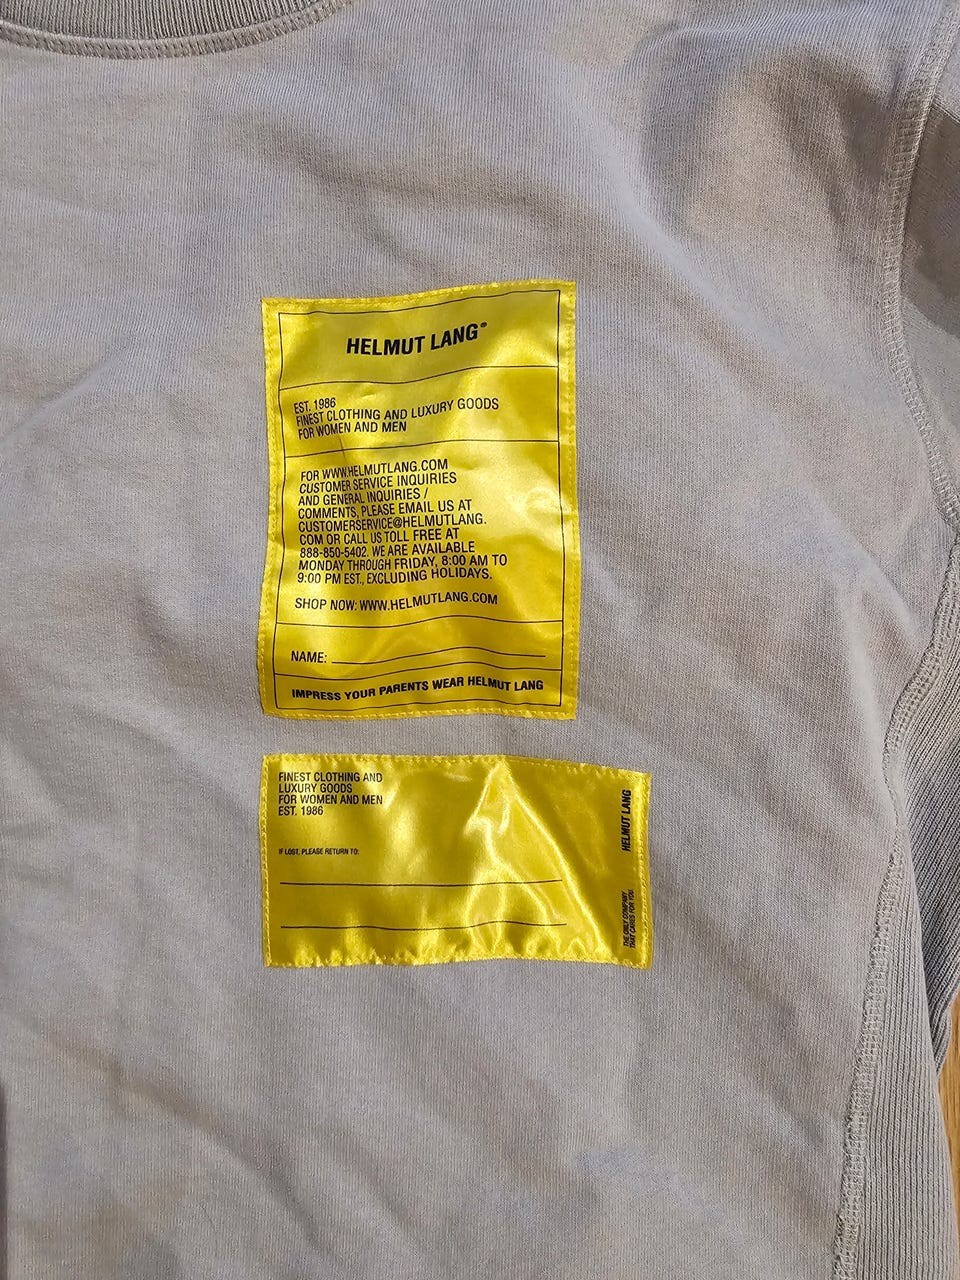 HELMUT LANG®
EST. 1986
FINEST CLOTHING AND LUXURY GOODS
FOR WOMEN AND MEN
FOR WWW.HELMUTLANG.COM
CUSTOMER SERVICE INQUIRIES
AND GENERAL INQUIRIES /
COMMENTS, PLEASE EMAIL US AT
CUSTOMERSERVICE@HELMUTLANG.
COM OR CALL US TOLL FREE AT
888-850-5402. WE ARE AVAILABLE
MONDAY THROUGH FRIDAY, 8:00 AM TO
9:00 PM EST., EXCLUDING HOLIDAYS.
SHOP NOW: WWW.HELMUTLANG.COM
NAME:
IMPRESS YOUR PARENTS WEAR HELMUT LANG
FINEST CLOTHING AND
LUXURY GOODS
FOR WOMEN AND MEN
EST. 1986
IF LOST, PLEASE RETURN TO:
HELMUT LANG
THE ONLY COMPANY
THAT CARES FOR YOU